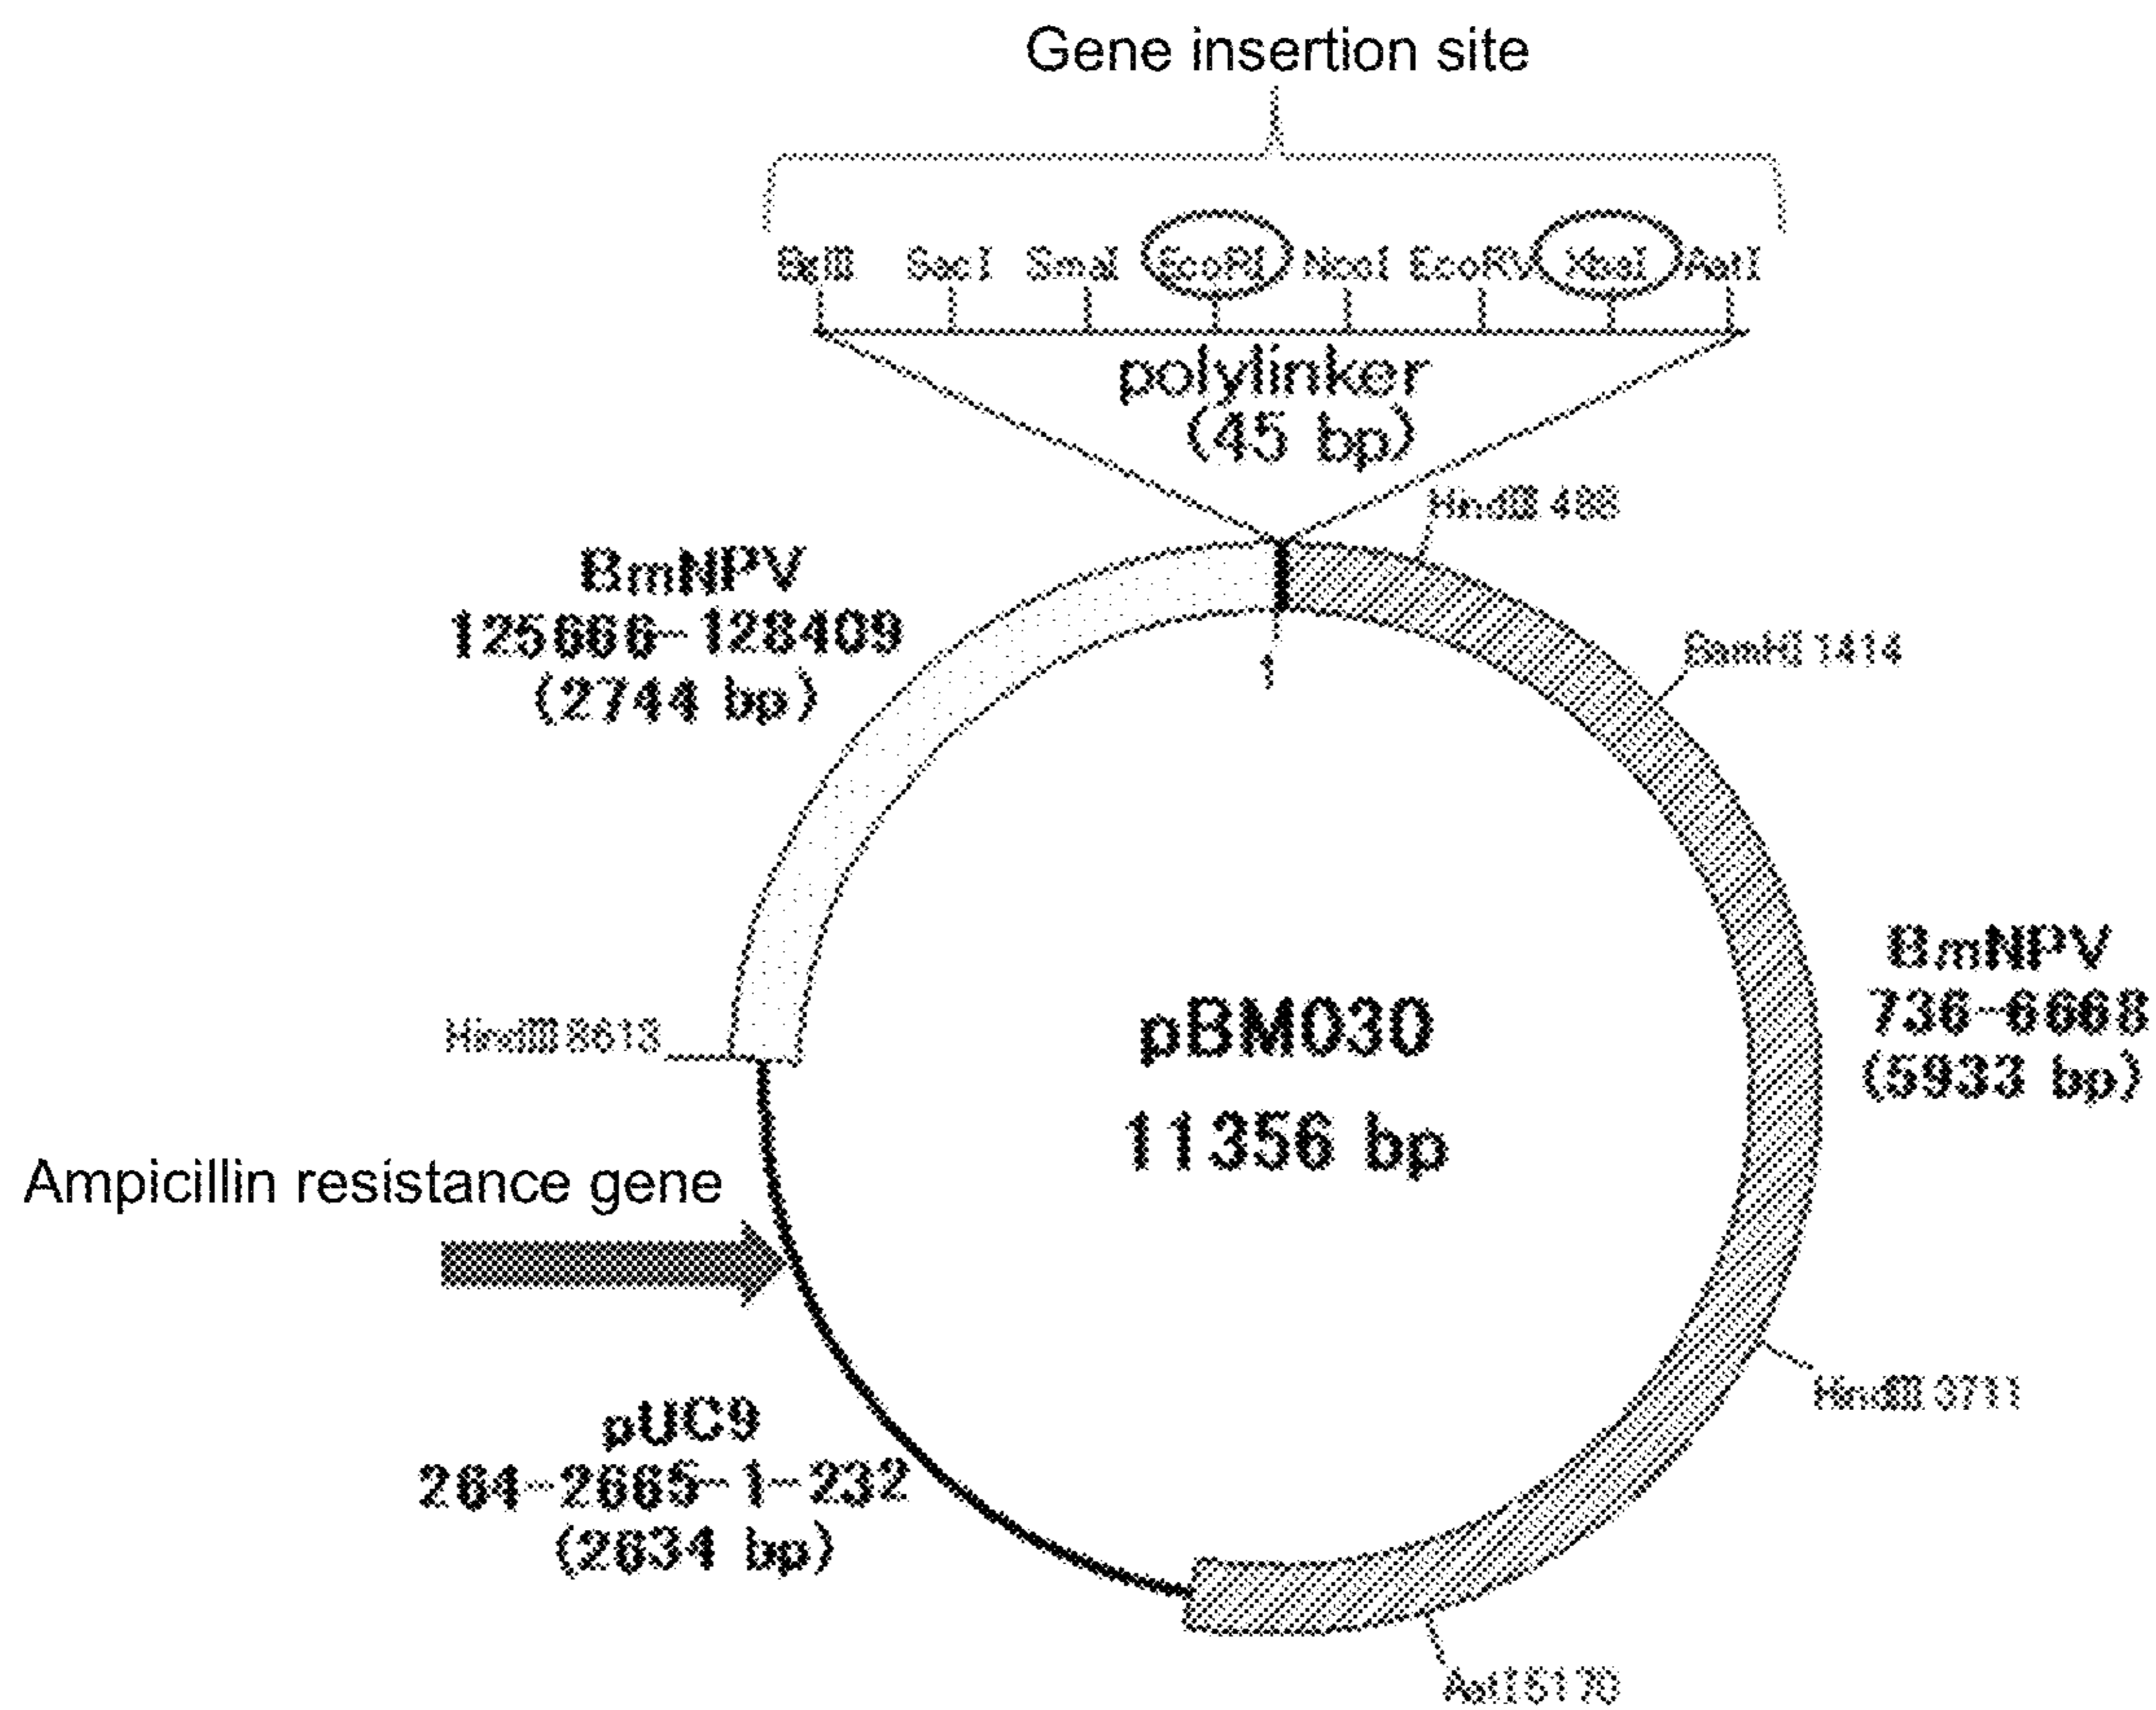 Gene insertion site
BglII SacI SmaI EcoRI NcoI EcoRV XbaI AatI
polylinker
(45 bp)
HindIII 488
BmNPV
125666-128409
(2744 bp)
BamHI 1414
1
HindIII 8613
pBM030
11356 bp
BmNPV
736-6668
(5933 bp)
Ampicillin resistance gene
pUC9
264-2665-1-232
(2634 bp)
HindIII 3711
AatI 5170